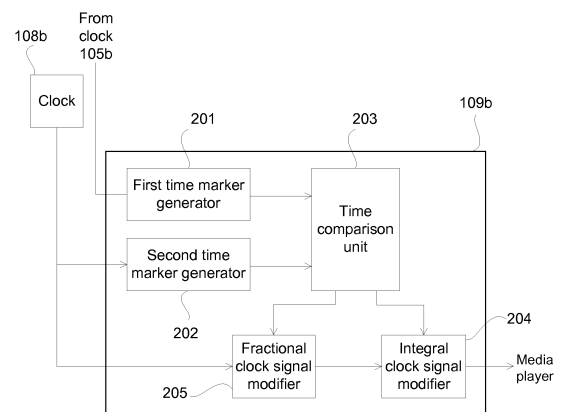 From
clock
105b
108b
Clock
109b
201
203
First time marker
generator
Time
comparison
unit
Second time
marker generator
202
204
Fractional
clock signal
modifier
Integral
clock signal
modifier
Media
player
205